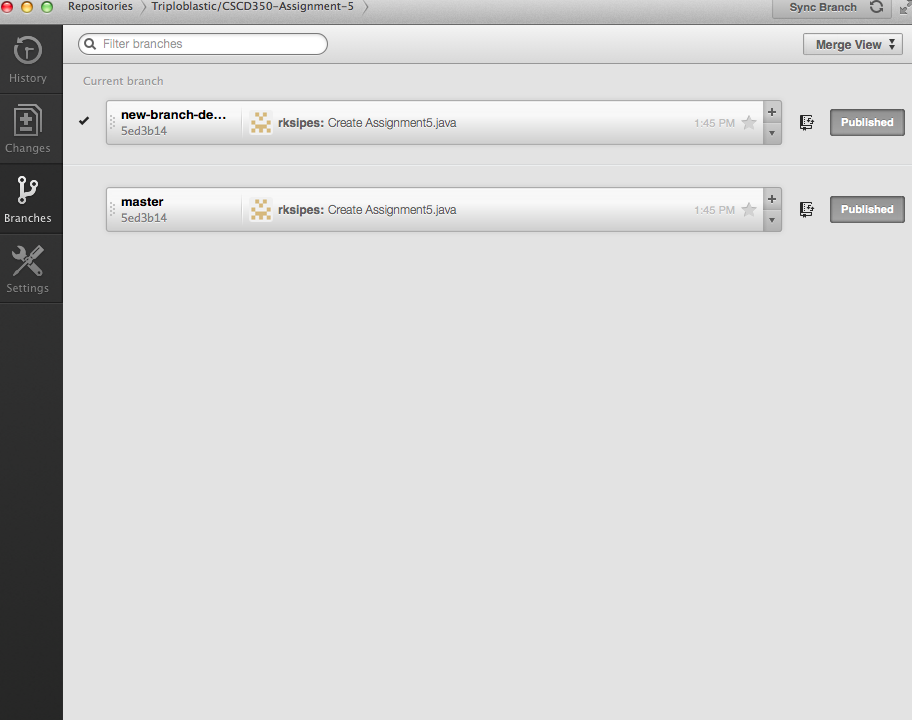 Repositories Triploblastic/CSCD350-Assignment-5 Sync Branch
Filter branches Merge View
History
Current branch
new-branch-de... rksipes: Create Assignment5.java 1:45 PM Published
5ed3b14
Changes
master rksipes: Create Assignment5.java 1:45 PM Published
5ed3b14
Branches
Settings